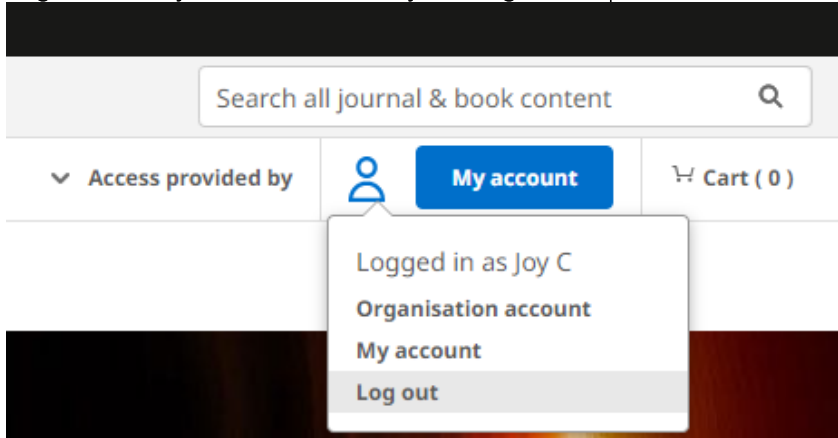 Search all journal & book content
Access provided by
My account
Cart ( 0 )
Logged in as Joy C
Organisation account
My account
Log out